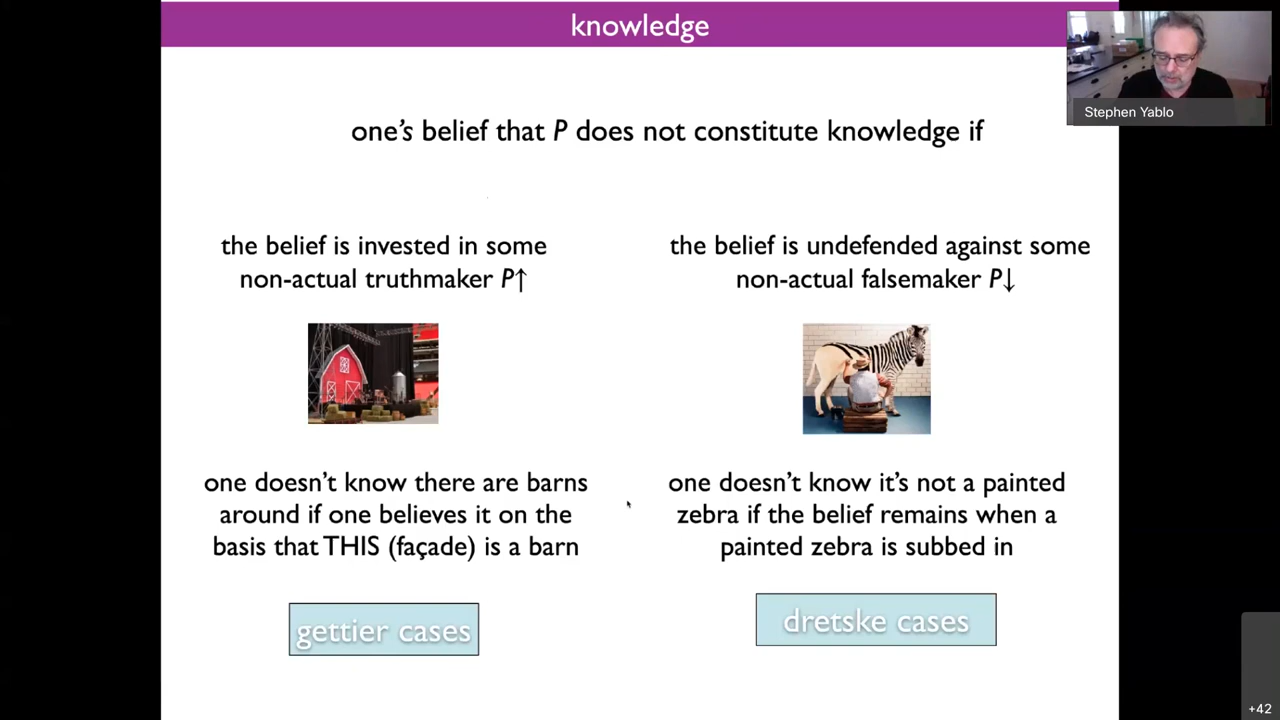 knowledge
Stephen Yablo
one's belief that P does not constitute knowledge if
the belief is invested in some
non-actual truthmaker P↑
the belief is undefended against some
non-actual falsemaker P↓
one doesn't know there are barns
around if one believes it on the
basis that THIS (façade) is a barn
one doesn't know it's not a painted
zebra if the belief remains when a
painted zebra is subbed in
gettier cases
dretske cases
+42